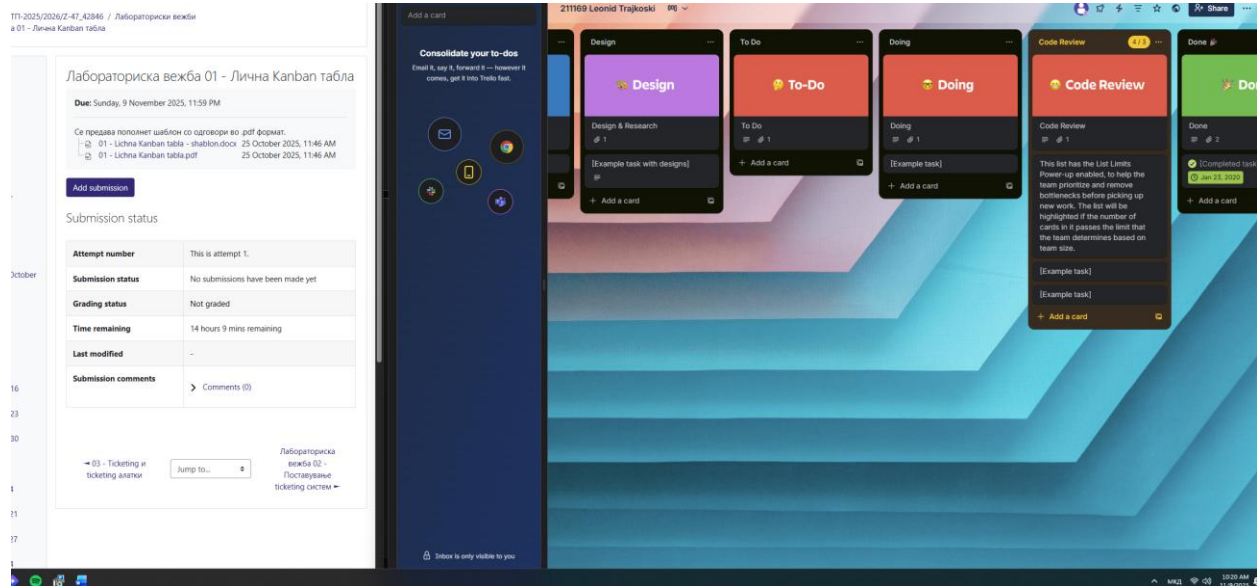 ТП-2025/2026/Z-47_42846 / Лабораториски вежби
а 01 - Лична Kanban табла
Лабораториска вежба 01 - Лична Kanban табла
Due: Sunday, 9 November 2025, 11:59 PM
Се предава пополнет шаблон со одговори во .pdf формат.
01 - Lichna Kanban tabla - shablon.docx 25 October 2025, 11:46 AM
01 - Lichna Kanban tabla.pdf 25 October 2025, 11:46 AM
Add submission
Submission status
Attempt number This is attempt 1.
Submission status No submissions have been made yet
Grading status Not graded
Time remaining 14 hours 9 mins remaining
Last modified -
Submission comments Comments (0)
October
16
23
30
21
27
03 - Ticketing и
ticketing алатки
Jump to...
Лабораториска
вежба 02 -
Поставување
ticketing систем
Add a card
Consolidate your to-dos
Email it, say it, forward it — however it
comes, get it into Trello fast.
Inbox is only visible to you
211169 Leonid Trajkoski
Share
Design
Design
Design & Research
1
[Example task with designs]
+ Add a card
To Do
To-Do
To Do
1
+ Add a card
Doing
Doing
Doing
1
[Example task]
+ Add a card
Code Review 4/3
Code Review
Code Review
1
This list has the List Limits
Power-up enabled, to help the
team prioritize and remove
bottlenecks before picking up
new work. The list will be
highlighted if the number of
cards in it passes the limit that
the team determines based on
team size.
[Example task]
[Example task]
+ Add a card
Done
Do
Done
2
[Completed task
Jan 23, 2020
+ Add a card
МКД
10:20 AM